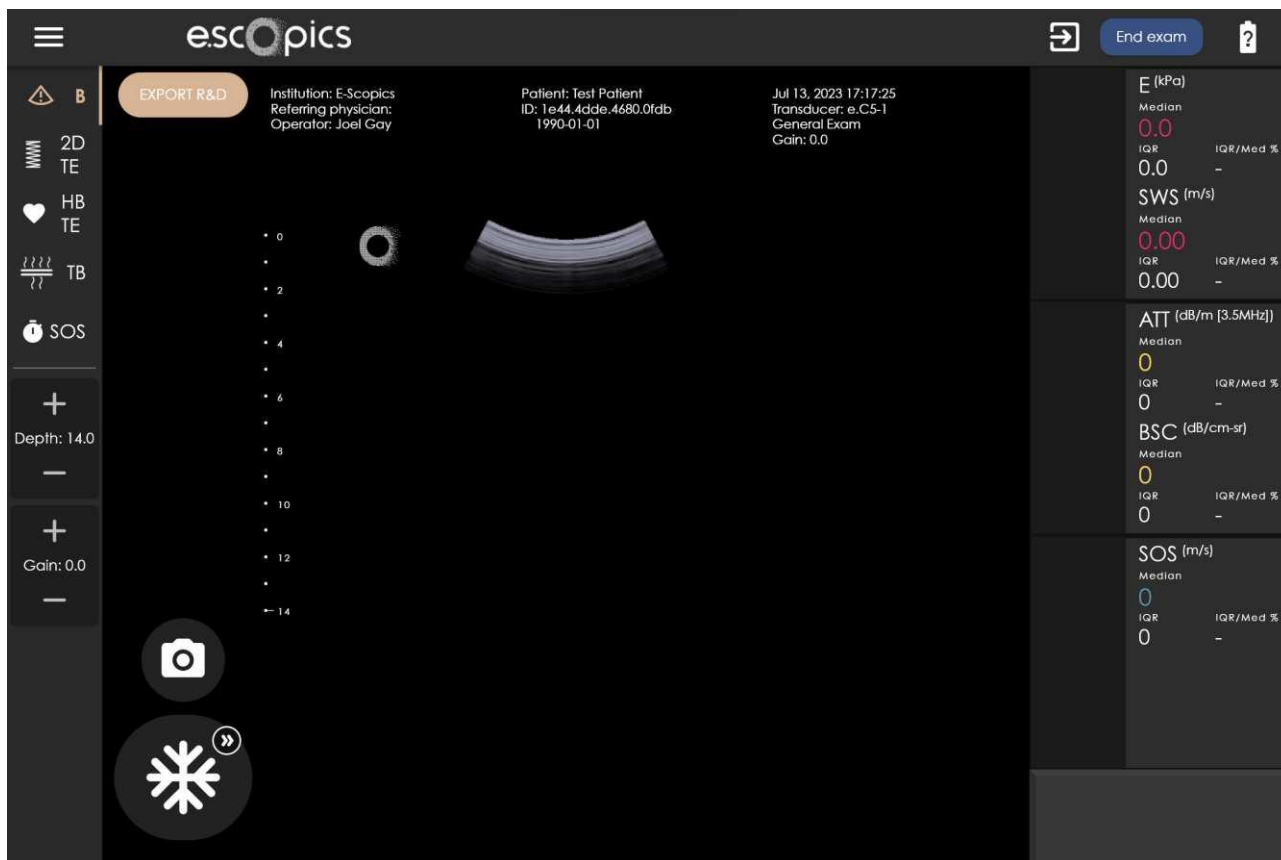 e.scopics
End exam
?
B
2D
TE
HB
TE
TB
SOS
+
Depth: 14.0
—
+
Gain: 0.0
—
EXPORT R&D
Institution: E-Scopics
Referring physician:
Operator: Joel Gay
Patient: Test Patient
ID: 1e44.4dde.4680.0fdb
1990-01-01
Jul 13, 2023 17:17:25
Transducer: e.C5-1
General Exam
Gain: 0.0
0
2
4
6
8
10
12
14
E (kPa)
Median
0.0
IQR IQR/Med %
0.0 -
SWS (m/s)
Median
0.00
IQR IQR/Med %
0.00 -
ATT (dB/m [3.5MHz])
Median
0
IQR IQR/Med %
0 -
BSC (dB/cm-sr)
Median
0
IQR IQR/Med %
0 -
SOS (m/s)
Median
0
IQR IQR/Med %
0 -